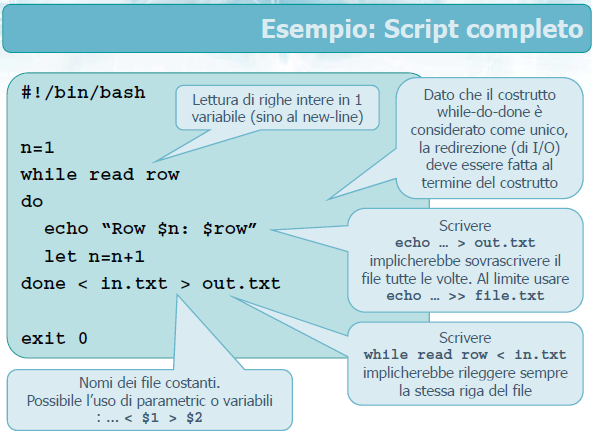 Esempio: Script completo
#!/bin/bash
n=1
while read row
do
echo “Row $n: $row”
let n=n+1
done < in.txt > out.txt
exit 0
Lettura di righe intere in 1
variabile (sino al new-line)
Dato che il costrutto
while-do-done è
considerato come unico,
la redirezione (di I/O)
deve essere fatta al
termine del costrutto
Scrivere
echo … > out.txt
implicherebbe sovrascrivere il
file tutte le volte. Al limite usare
echo … >> file.txt
Scrivere
while read row < in.txt
implicherebbe rileggere sempre
la stessa riga del file
Nomi dei file costanti.
Possibile l’uso di parametric o variabili
: … < $1 > $2